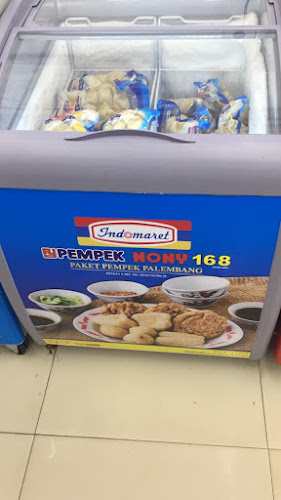 Indomaret
PEMPEK NONY 168
PAKET PEMPEK PALEMBANG